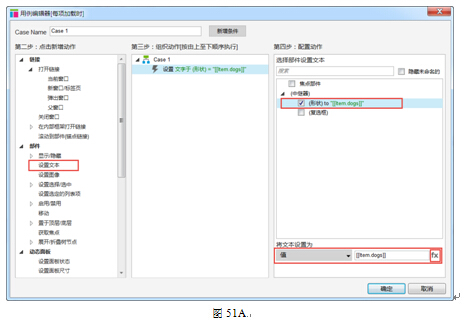 用例编辑器[每项加载时]
Case Name Case 1 新增条件
第二步：点击新增动作
链接
打开链接
当前窗口
新窗口/标签页
弹出窗口
父窗口
关闭窗口
在内部框架打开链接
滚动到部件(锚点链接)
部件
显示/隐藏
设置文本
设置图像
设置选择/选中
设置选定的列表项
启用/禁用
移动
置于顶层/底层
获取焦点
展开/折叠树节点
动态面板
设置面板状态
设置面板尺寸
第三步：组织动作[按由上至下顺序执行]
Case 1
设置 文字于 (形状) = "[[Item.dogs]]"
第四步：配置动作
选择部件设置文本
搜索 隐藏未命名的
焦点部件
(中继器)
(形状) to "[[Item.dogs]]"
(复选框)
将文本设置为
值 [[Item.dogs]] fx
确定 取消
图 51A.